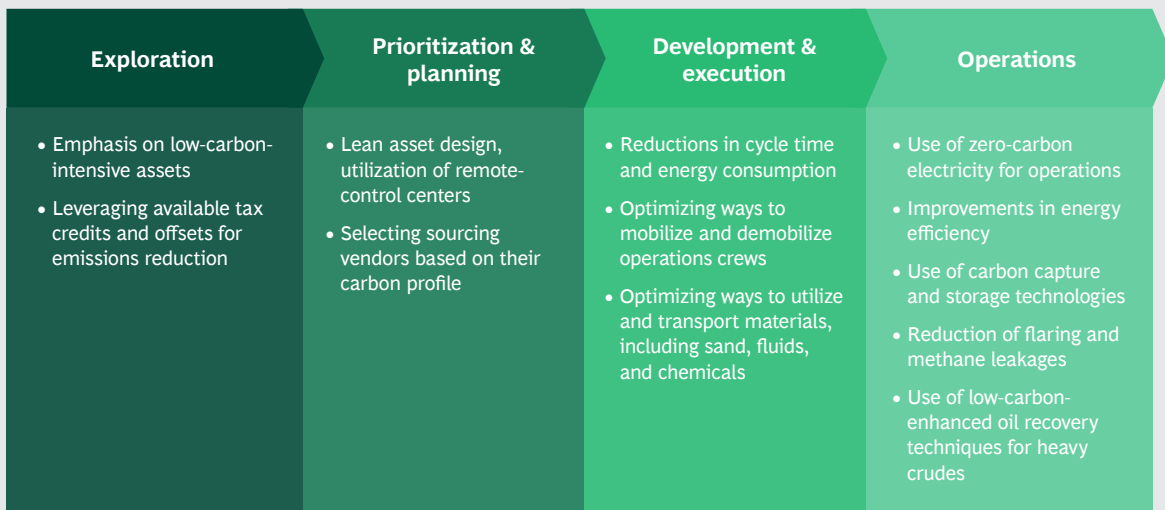 Exploration
• Emphasis on low-carbon-
intensive assets
• Leveraging available tax
credits and offsets for
emissions reduction
Prioritization &
planning
• Lean asset design,
utilization of remote-
control centers
• Selecting sourcing
vendors based on their
carbon profile
Development &
execution
• Reductions in cycle time
and energy consumption
• Optimizing ways to
mobilize and demobilize
operations crews
• Optimizing ways to utilize
and transport materials,
including sand, fluids,
and chemicals
Operations
• Use of zero-carbon
electricity for operations
• Improvements in energy
efficiency
• Use of carbon capture
and storage technologies
• Reduction of flaring and
methane leakages
• Use of low-carbon-
enhanced oil recovery
techniques for heavy
crudes